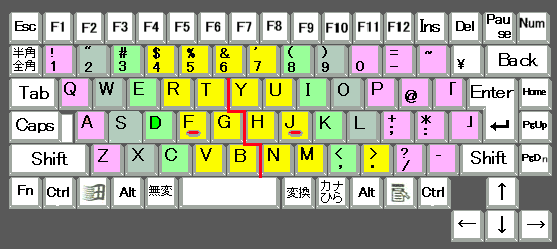 Esc F1 F2 F3 F4 F5 F6 F7 F8 F9 F10 F11 F12 Ins Del Pause Num
半角 全角 ! 1 " 2 # 3 $ 4 % 5 & 6 ' 7 ( 8 ) 9 0 = - ~ ¥ Back
Tab Q W E R T Y U I O P @ 「 Enter Home
Caps A S D F G H J K L + ; * : 」 PgUp
Shift Z X C V B N M < , > . ? / - Shift PgDn
Fn Ctrl Alt 無変 変換 カナ ひら Alt Ctrl ↑
← ↓ →